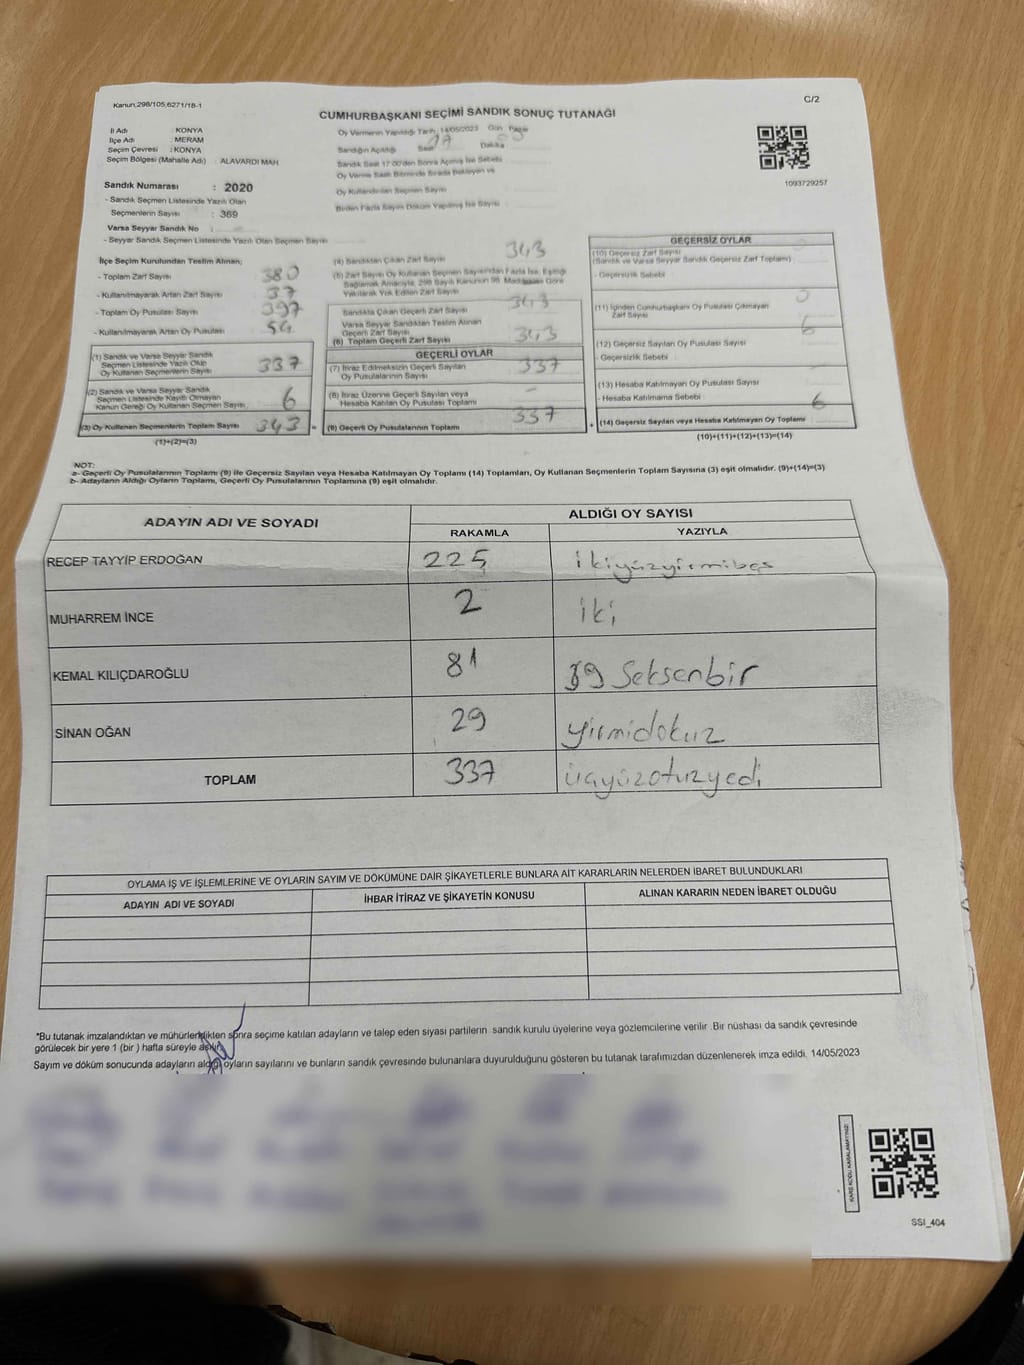 Kanun,298/105,6271/18-1
C/2
CUMHURBAŞKANI SEÇİMİ SANDIK SONUÇ TUTANAĞI
İl Adı : KONYA
İlçe Adı : MERAM
Seçim Çevresi : KONYA
Seçim Bölgesi (Mahalle Adı) : ALAVARDI MAH
Sandık Numarası : 2020
- Sandık Seçmen Listesinde Yazılı Olan
Seçmenlerin Sayısı : 369
Varsa Seyyar Sandık No :
- Seyyar Sandık Seçmen Listesinde Yazılı Olan Seçmen Sayısı
Oy Vermenin Yapıldığı Tarih: 14/05/2023 Gün Pazar
Sandığın Açıldığı Saat Dakika
Sandık Saat 17:00'den Sonra Açılmış İse Sebebi
Oy Verme Saati Bitiminde Sırada Bekleyen ve
Oy Kullandırılan Seçmen Sayısı
Birden Fazla Sayım Döküm Yapılmış İse Sayısı
1093729257
İlçe Seçim Kurulundan Teslim Alınan;
- Toplam Zarf Sayısı 380
- Kullanılmayarak Artan Zarf Sayısı 37
- Toplam Oy Pusulası Sayısı 397
- Kullanılmayarak Artan Oy Pusulası 54
(1) Sandık ve Varsa Seyyar Sandık
Seçmen Listesinde Yazılı Olup
Oy Kullanan Seçmenlerin Sayısı 337
(2) Sandık ve Varsa Seyyar Sandık
Seçmen Listesinde Kayıtlı Olmayan
Kanun Gereği Oy Kullanan Seçmen Sayısı 6
(3) Oy Kullanan Seçmenlerin Toplam Sayısı 343 =
(1)+(2)=(3)
(4) Sandıktan Çıkan Zarf Sayısı 343
(5) Zarf Sayısı Oy Kullanan Seçmen Sayısından Fazla İse, Eşitliği
Sağlamak Amacıyla; 298 Sayılı Kanunun 98. Maddesine Göre
Yakılarak Yok Edilen Zarf Sayısı
Sandıkta Çıkan Geçerli Zarf Sayısı 343
Varsa Seyyar Sandıktan Teslim Alınan
Geçerli Zarf Sayısı
(6) Toplam Geçerli Zarf Sayısı 343
GEÇERLİ OYLAR
(7) İtiraz Edilmeksizin Geçerli Sayılan
Oy Pusulalarının Sayısı 337
(8) İtiraz Üzerine Geçerli Sayılan veya
Hesaba Katılan Oy Pusulası Toplamı -
(9) Geçerli Oy Pusulalarının Toplamı 337 +
GEÇERSİZ OYLAR
(10) Geçersiz Zarf Sayısı
(Sandık ve Varsa Seyyar Sandık Geçersiz Zarf Toplamı)
- Geçersizlik Sebebi
(11) İçinden Cumhurbaşkanı Oy Pusulası Çıkmayan
Zarf Sayısı 0
(12) Geçersiz Sayılan Oy Pusulası Sayısı 6
- Geçersizlik Sebebi
(13) Hesaba Katılmayan Oy Pusulası Sayısı
- Hesaba Katılmama Sebebi
(14) Geçersiz Sayılan veya Hesaba Katılmayan Oy Toplamı 6
(10)+(11)+(12)+(13)=(14)
NOT:
a- Geçerli Oy Pusulalarının Toplamı (9) ile Geçersiz Sayılan veya Hesaba Katılmayan Oy Toplamı (14) Toplamları, Oy Kullanan Seçmenlerin Toplam Sayısına (3) eşit olmalıdır. (9)+(14)=(3)
b- Adayların Aldığı Oyların Toplamı, Geçerli Oy Pusulalarının Toplamına (9) eşit olmalıdır.
ADAYIN ADI VE SOYADI
ALDIĞI OY SAYISI
RAKAMLA YAZIYLA
RECEP TAYYİP ERDOĞAN 225 ikiyüzyirmibeş
MUHARREM İNCE 2 iki
KEMAL KILIÇDAROĞLU 81 Seksenbir
SİNAN OĞAN 29 yirmidokuz
TOPLAM 337 üçyüzotuzyedi
OYLAMA İŞ VE İŞLEMLERİNE VE OYLARIN SAYIM VE DÖKÜMÜNE DAİR ŞİKAYETLERLE BUNLARA AİT KARARLARIN NELERDEN İBARET BULUNDUKLARI
ADAYIN ADI VE SOYADI İHBAR İTİRAZ VE ŞİKAYETİN KONUSU ALINAN KARARIN NEDEN İBARET OLDUĞU
*Bu tutanak imzalandıktan ve mühürlendikten sonra seçime katılan adayların ve talep eden siyasi partilerin sandık kurulu üyelerine veya gözlemcilerine verilir. Bir nüshası da sandık çevresinde
görülecek bir yere 1 (bir) hafta süreyle asılır.
Sayım ve döküm sonucunda adayların aldığı oyların sayılarını ve bunların sandık çevresinde bulunanlara duyurulduğunu gösteren bu tutanak tarafımızdan düzenlenerek imza edildi. 14/05/2023
KARE KODU KARALAMAYINIZ!
SSI_404